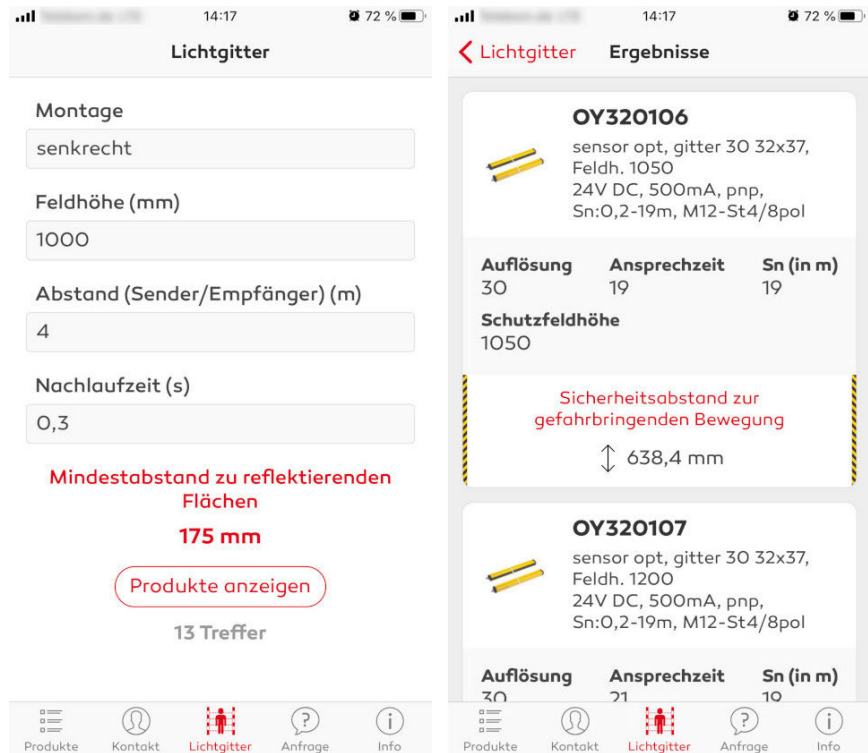 14:17
72 %
Lichtgitter
Montage
senkrecht
Feldhöhe (mm)
1000
Abstand (Sender/Empfänger) (m)
4
Nachlaufzeit (s)
0,3
Mindestabstand zu reflektierenden
Flächen
175 mm
Produkte anzeigen
13 Treffer
Produkte Kontakt Lichtgitter Anfrage Info
14:17
72 %
Lichtgitter Ergebnisse
OY320106
sensor opt, gitter 30 32x37,
Feldh. 1050
24V DC, 500mA, pnp,
Sn:0,2-19m, M12-St4/8pol
Auflösung Ansprechzeit Sn (in m)
30 19 19
Schutzfeldhöhe
1050
Sicherheitsabstand zur
gefahrbringenden Bewegung
638,4 mm
OY320107
sensor opt, gitter 30 32x37,
Feldh. 1200
24V DC, 500mA, pnp,
Sn:0,2-19m, M12-St4/8pol
Auflösung Ansprechzeit Sn (in m)
30 21 19
Produkte Kontakt Lichtgitter Anfrage Info